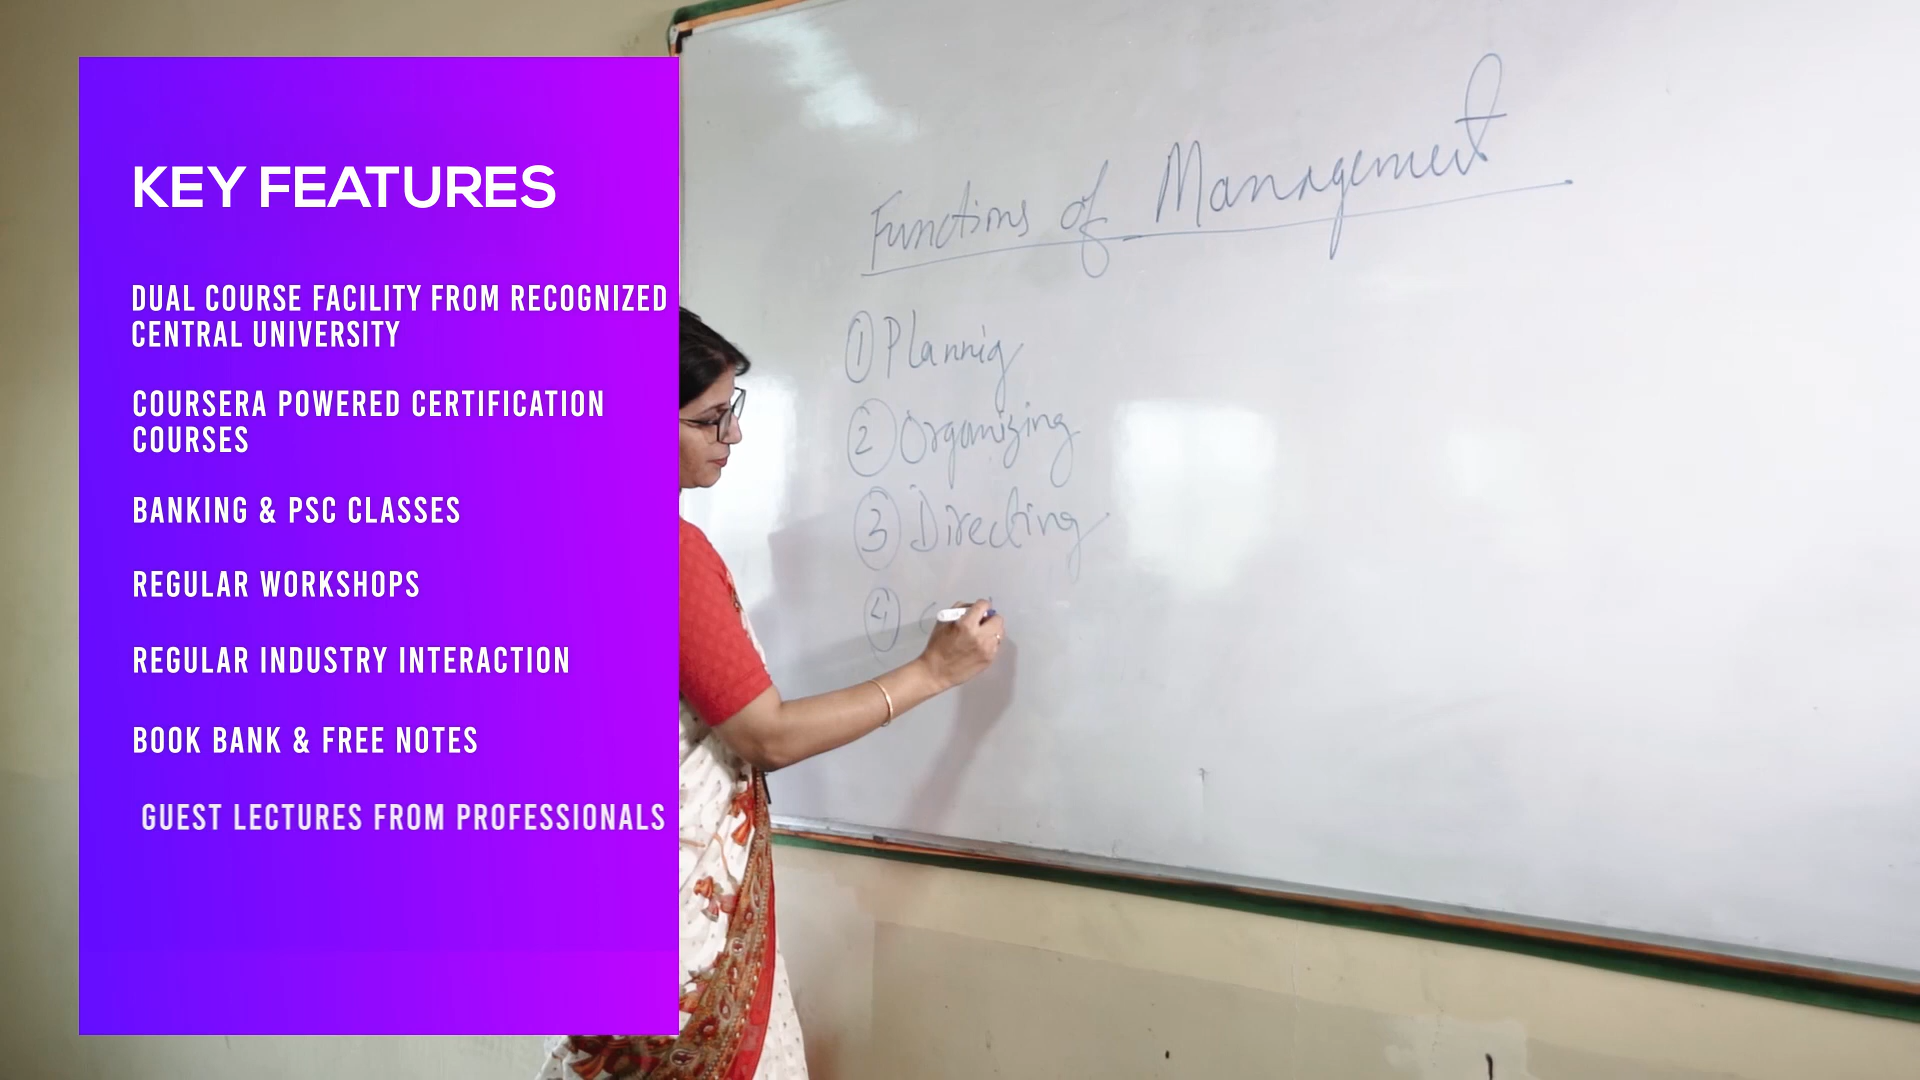 KEY FEATURES
DUAL COURSE FACILITY FROM RECOGNIZED
CENTRAL UNIVERSITY
COURSERA POWERED CERTIFICATION
COURSES
BANKING & PSC CLASSES
REGULAR WORKSHOPS
REGULAR INDUSTRY INTERACTION
BOOK BANK & FREE NOTES
GUEST LECTURES FROM PROFESSIONALS
Functions of Management
① Plannig
② Organizing
③ Directing
④